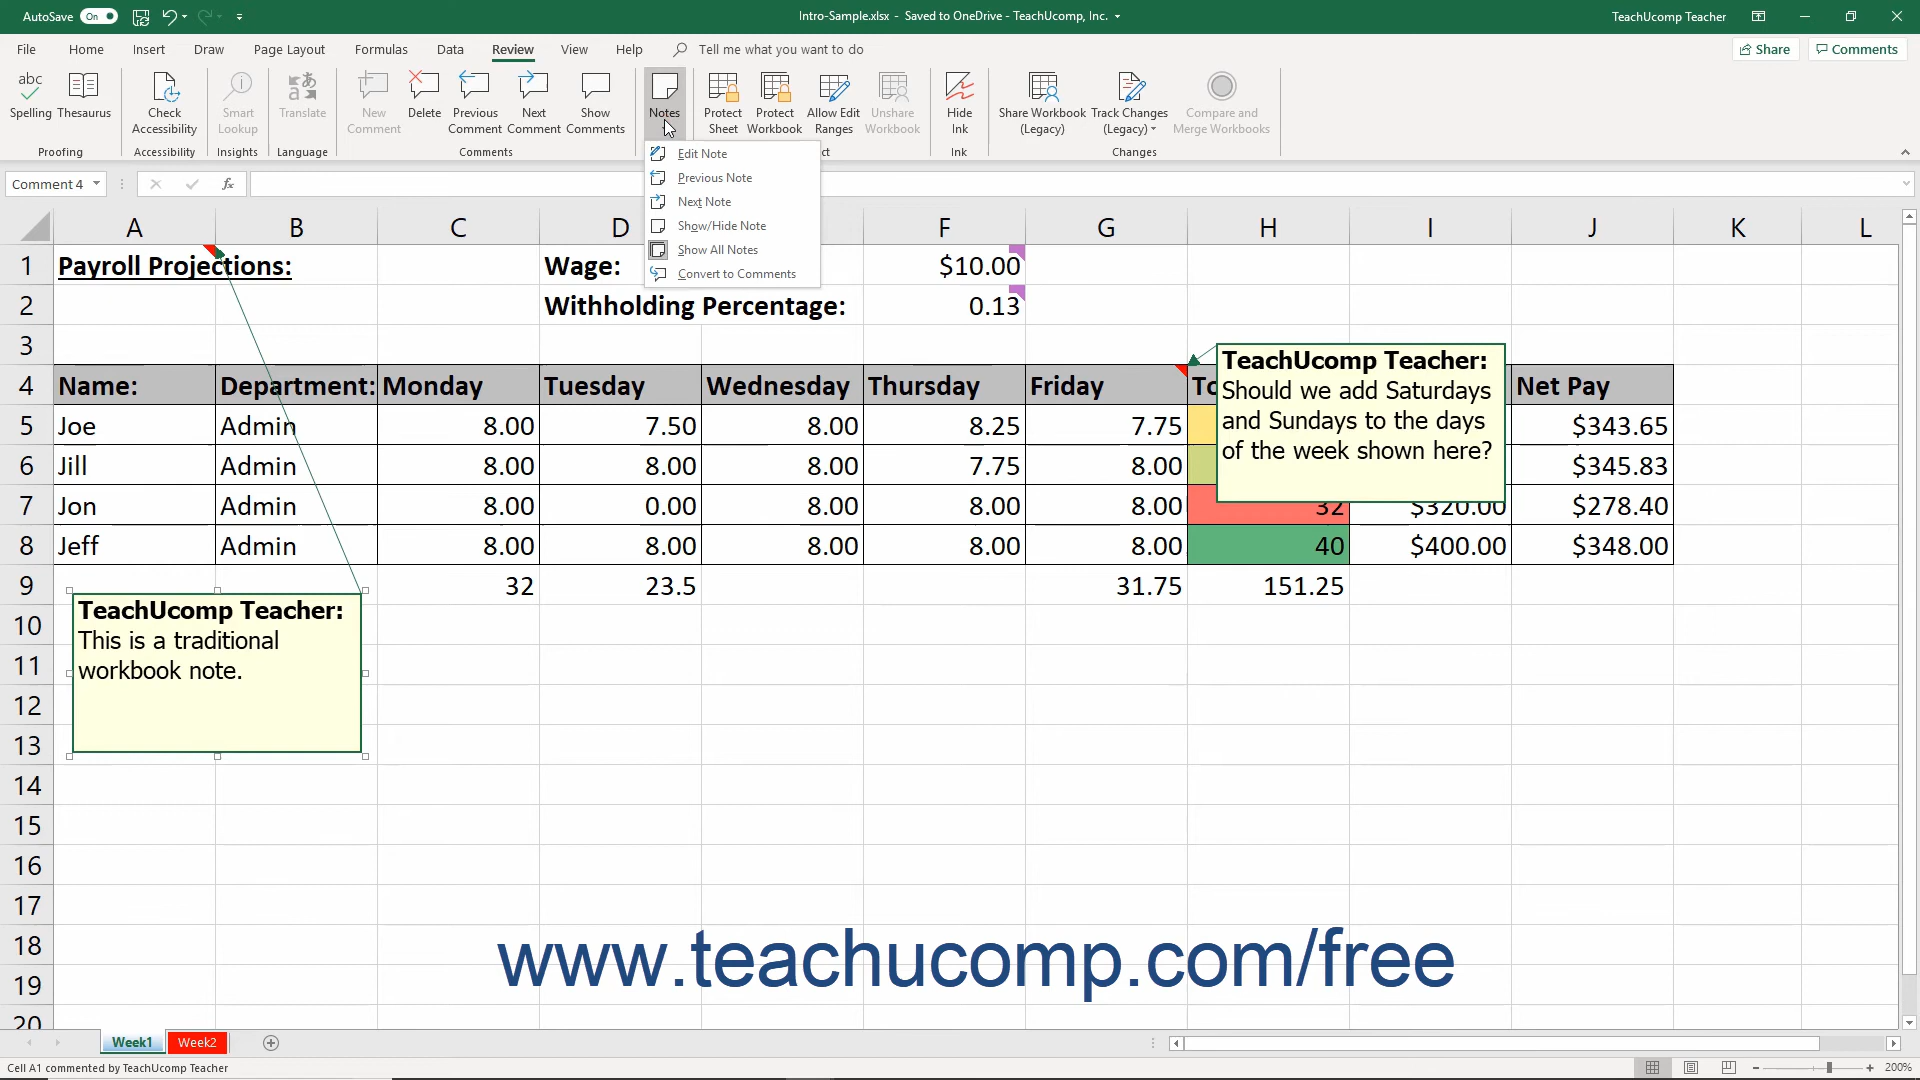 AutoSave On
Intro-Sample.xlsx - Saved to OneDrive - TeachUcomp, Inc.
TeachUcomp Teacher
File Home Insert Draw Page Layout Formulas Data Review View Help Tell me what you want to do
Share Comments
abc
Spelling Thesaurus
Check Accessibility
Smart Lookup
Translate
New Comment
Delete
Previous Comment
Next Comment
Show Comments
Notes
Protect Sheet
Protect Workbook
Allow Edit Ranges
Unshare Workbook
Hide Ink
Share Workbook (Legacy)
Track Changes (Legacy)
Compare and Merge Workbooks
Proofing Accessibility Insights Language Comments ct Ink Changes
Edit Note
Previous Note
Next Note
Show/Hide Note
Show All Notes
Convert to Comments
Comment 4 fx
A B C D F G H I J K L
1 Payroll Projections: Wage: $10.00
2 Withholding Percentage: 0.13
3
4 Name: Department: Monday Tuesday Wednesday Thursday Friday To Net Pay
5 Joe Admin 8.00 7.50 8.00 8.25 7.75 $343.65
6 Jill Admin 8.00 8.00 8.00 7.75 8.00 $345.83
7 Jon Admin 8.00 0.00 8.00 8.00 8.00 32 $320.00 $278.40
8 Jeff Admin 8.00 8.00 8.00 8.00 8.00 40 $400.00 $348.00
9 32 23.5 31.75 151.25
TeachUcomp Teacher:
Should we add Saturdays
and Sundays to the days
of the week shown here?
TeachUcomp Teacher:
This is a traditional
workbook note.
10
11
12
13
14
15
16
17
18
19
20
www.teachucomp.com/free
Week1 Week2
Cell A1 commented by TeachUcomp Teacher
200%